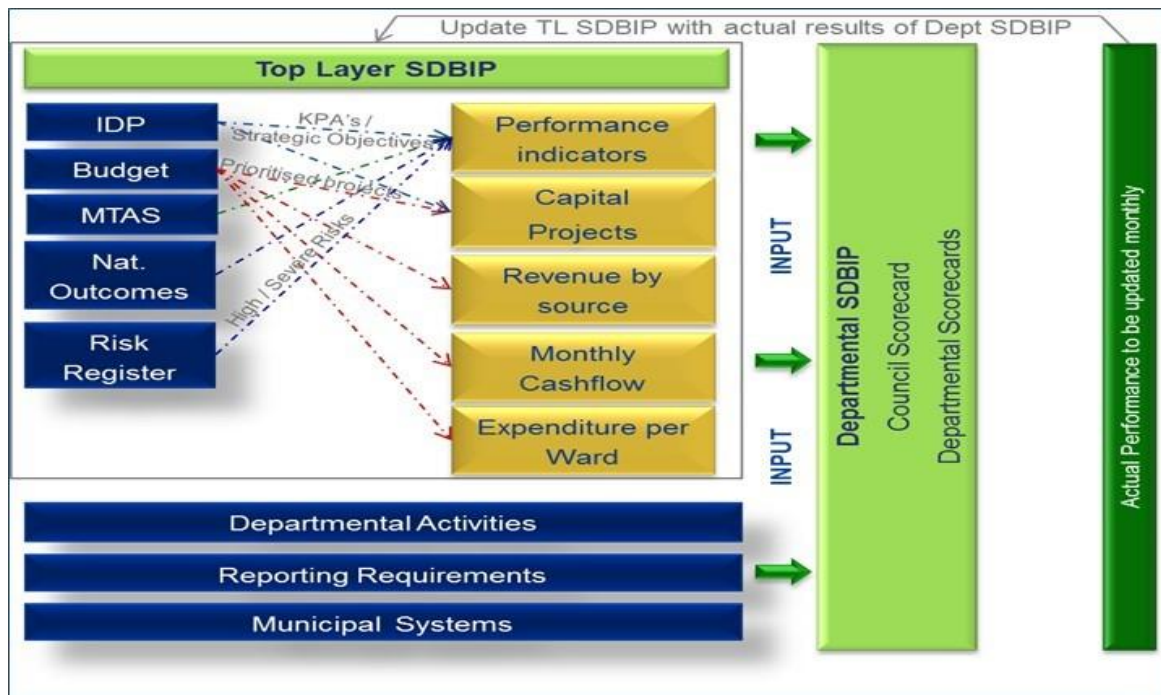 Update TL SDBIP with actual results of Dept SDBIP
Top Layer SDBIP
IDP
Budget
MTAS
Nat.
Outcomes
Risk
Register
KPA's /
Strategic Objectives
Prioritised projects
High / Severe Risks
Performance
indicators
Capital
Projects
Revenue by
source
Monthly
Cashflow
Expenditure per
Ward
INPUT
INPUT
Departmental SDBIP
Council Scorecard
Departmental Scorecards
Actual Performance to be updated monthly
Departmental Activities
Reporting Requirements
Municipal Systems